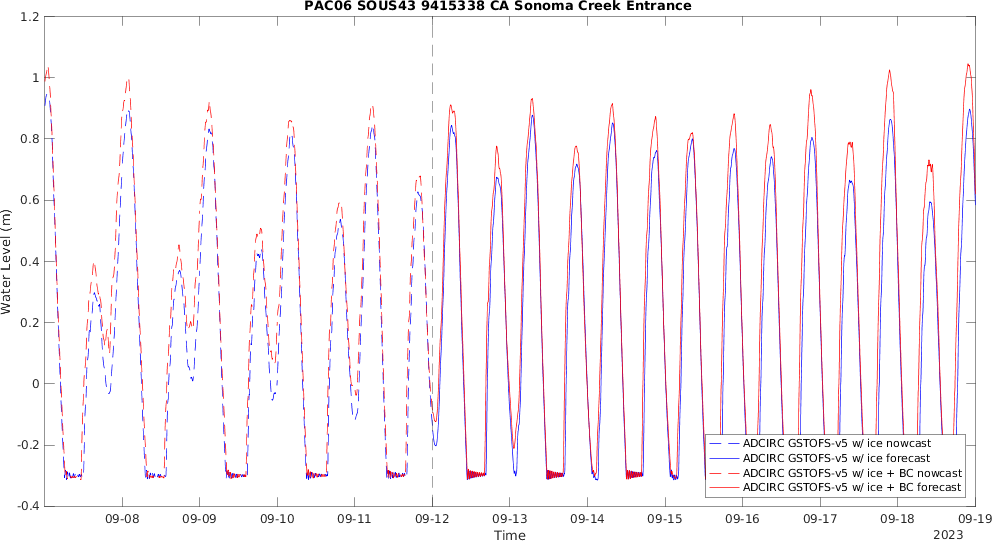 PAC06 SOUS43 9415338 CA Sonoma Creek Entrance
1.2
1
0.8
0.6
0.4
0.2
0
-0.2
-0.4
Water Level (m)
ADCIRC GSTOFS-v5 w/ ice nowcast
ADCIRC GSTOFS-v5 w/ ice forecast
ADCIRC GSTOFS-v5 w/ ice + BC nowcast
ADCIRC GSTOFS-v5 w/ ice + BC forecast
09-08 09-09 09-10 09-11 09-12 09-13 09-14 09-15 09-16 09-17 09-18 09-19
Time
2023